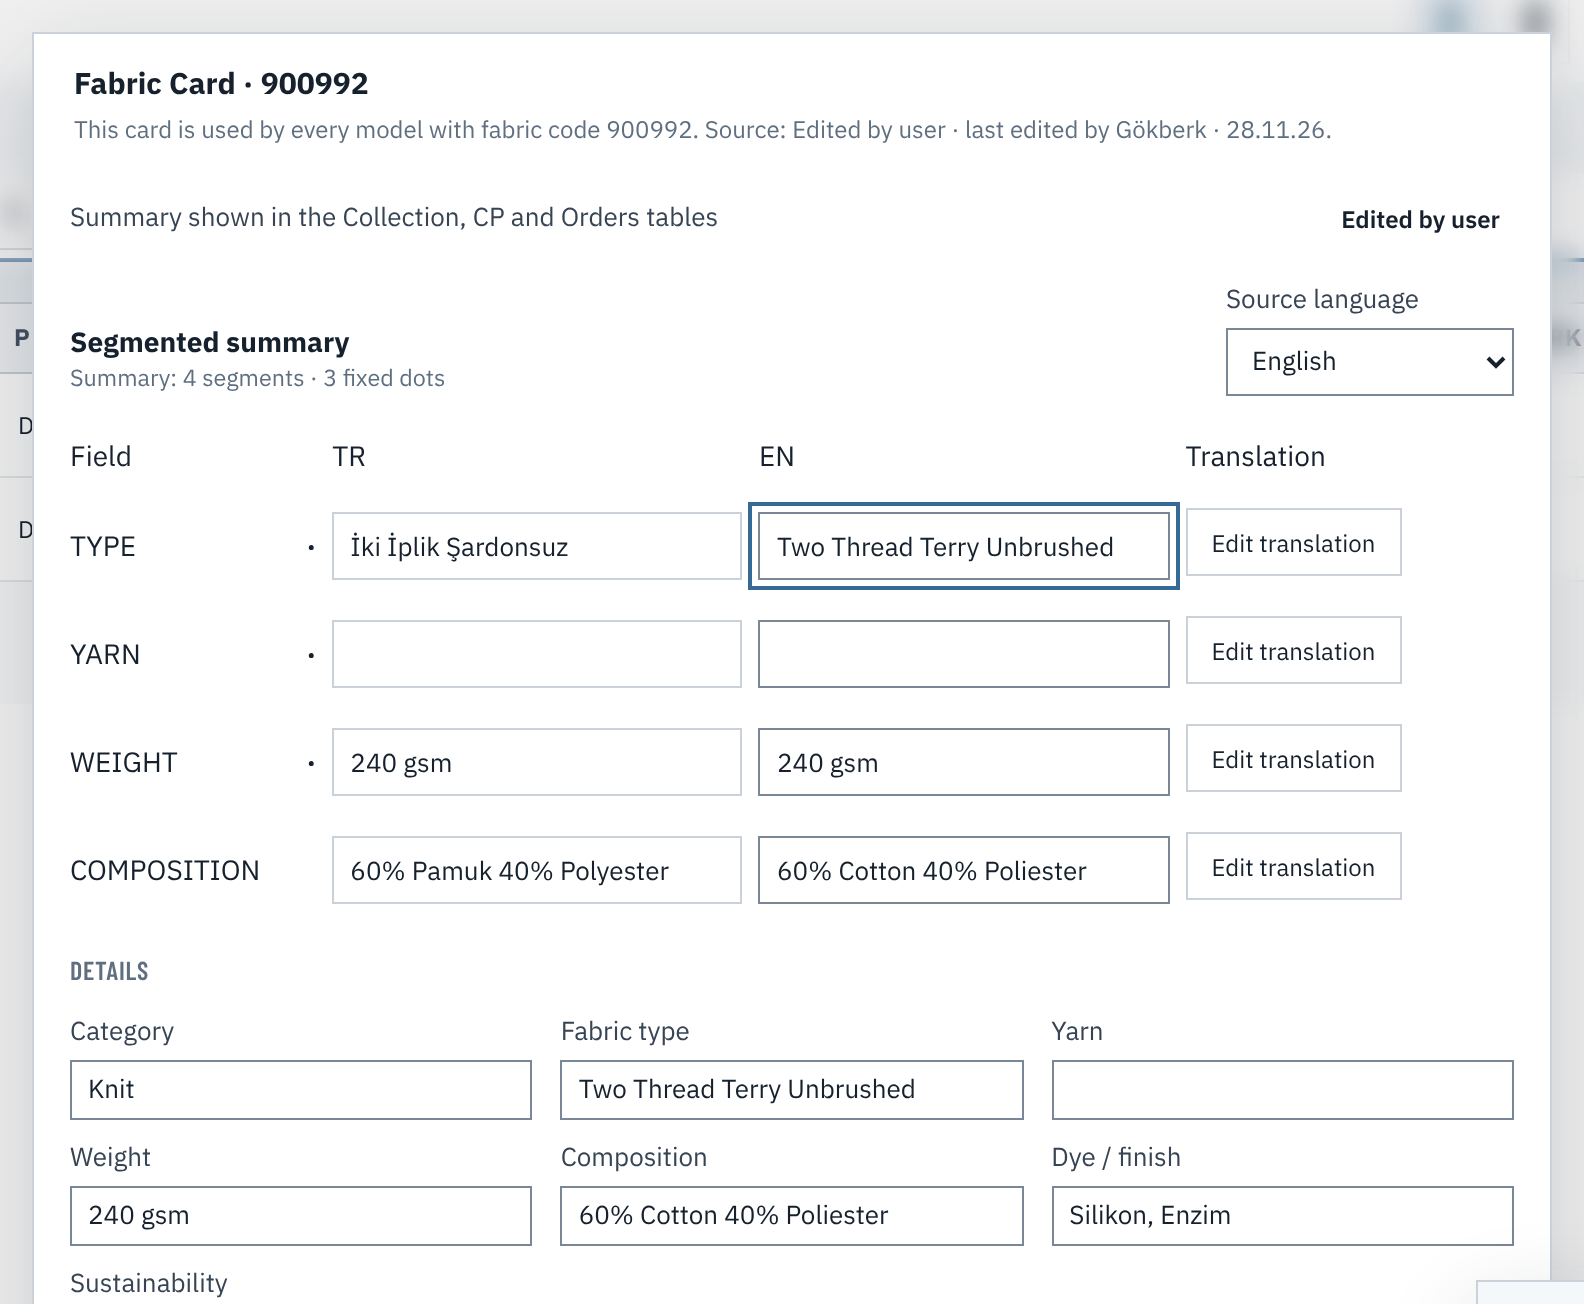 Fabric Card · 900992
This card is used by every model with fabric code 900992. Source: Edited by user · last edited by Gökberk · 28.11.26.
Summary shown in the Collection, CP and Orders tables
Edited by user
Source language
Segmented summary
English
Summary: 4 segments · 3 fixed dots
Field TR EN Translation
TYPE · İki İplik Şardonsuz Two Thread Terry Unbrushed Edit translation
YARN · Edit translation
WEIGHT · 240 gsm 240 gsm Edit translation
COMPOSITION 60% Pamuk 40% Polyester 60% Cotton 40% Poliester Edit translation
DETAILS
Category Fabric type Yarn
Knit Two Thread Terry Unbrushed
Weight Composition Dye / finish
240 gsm 60% Cotton 40% Poliester Silikon, Enzim
Sustainability